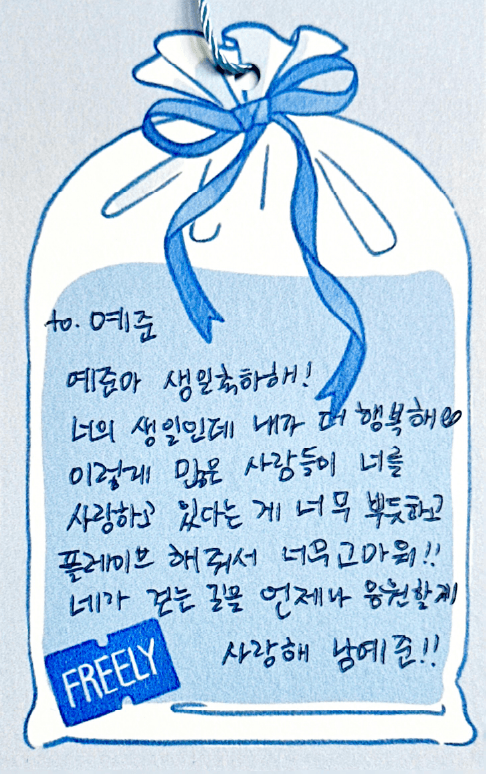 to. 예준
예준아 생일축하해!
너의 생일인데 내가 더 행복해∞
이렇게 많은 사람들이 너를
사랑하고 있다는 게 너무 뿌듯하고
플레이브 해줘서 너무 고마워!!
네가 걷는 길을 언제나 응원할게
사랑해 남예준!!
FREELY